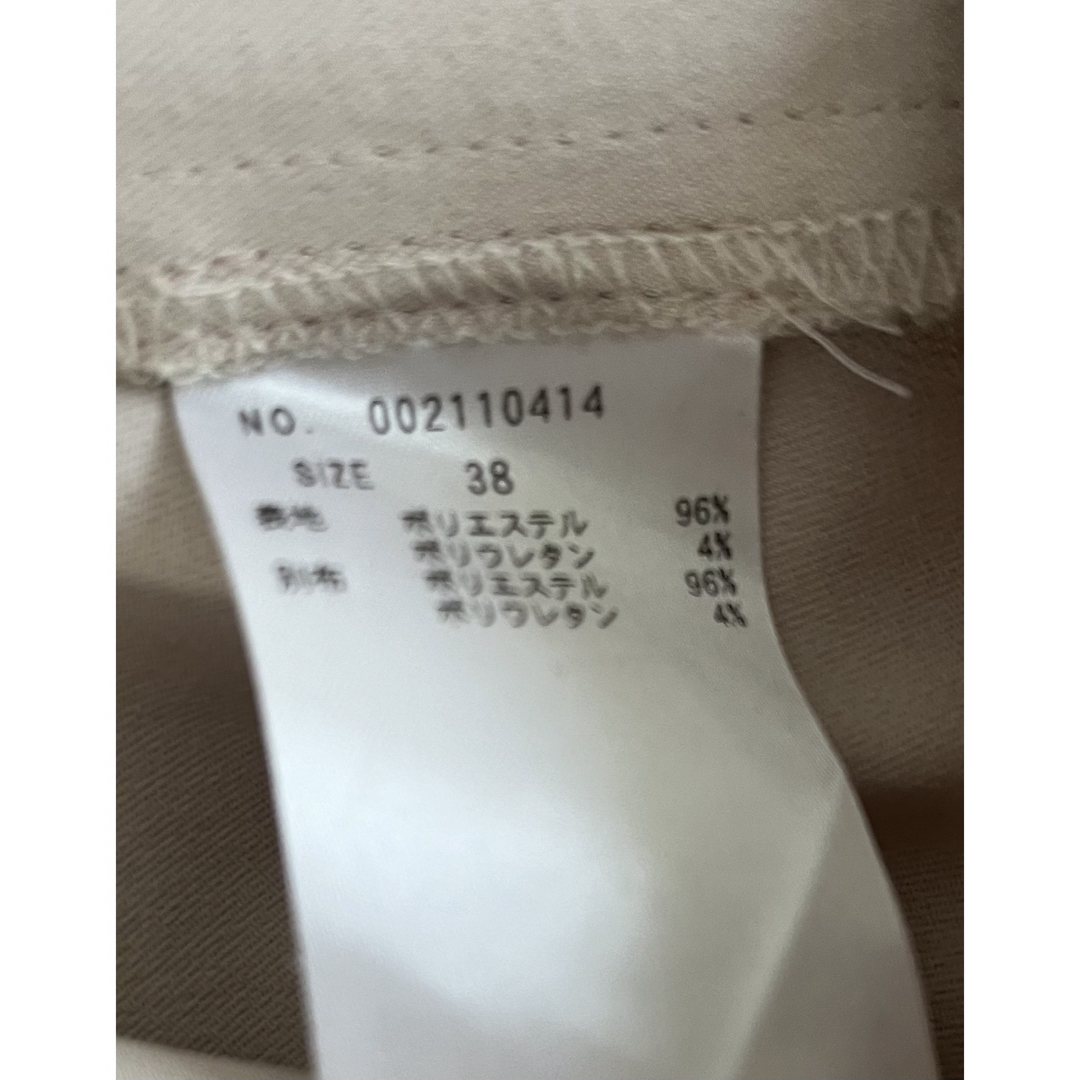 NO. 002110414
SIZE 38
表地 ポリエステル 96%
ポリウレタン 4%
別布 ポリエステル 96%
ポリウレタン 4%